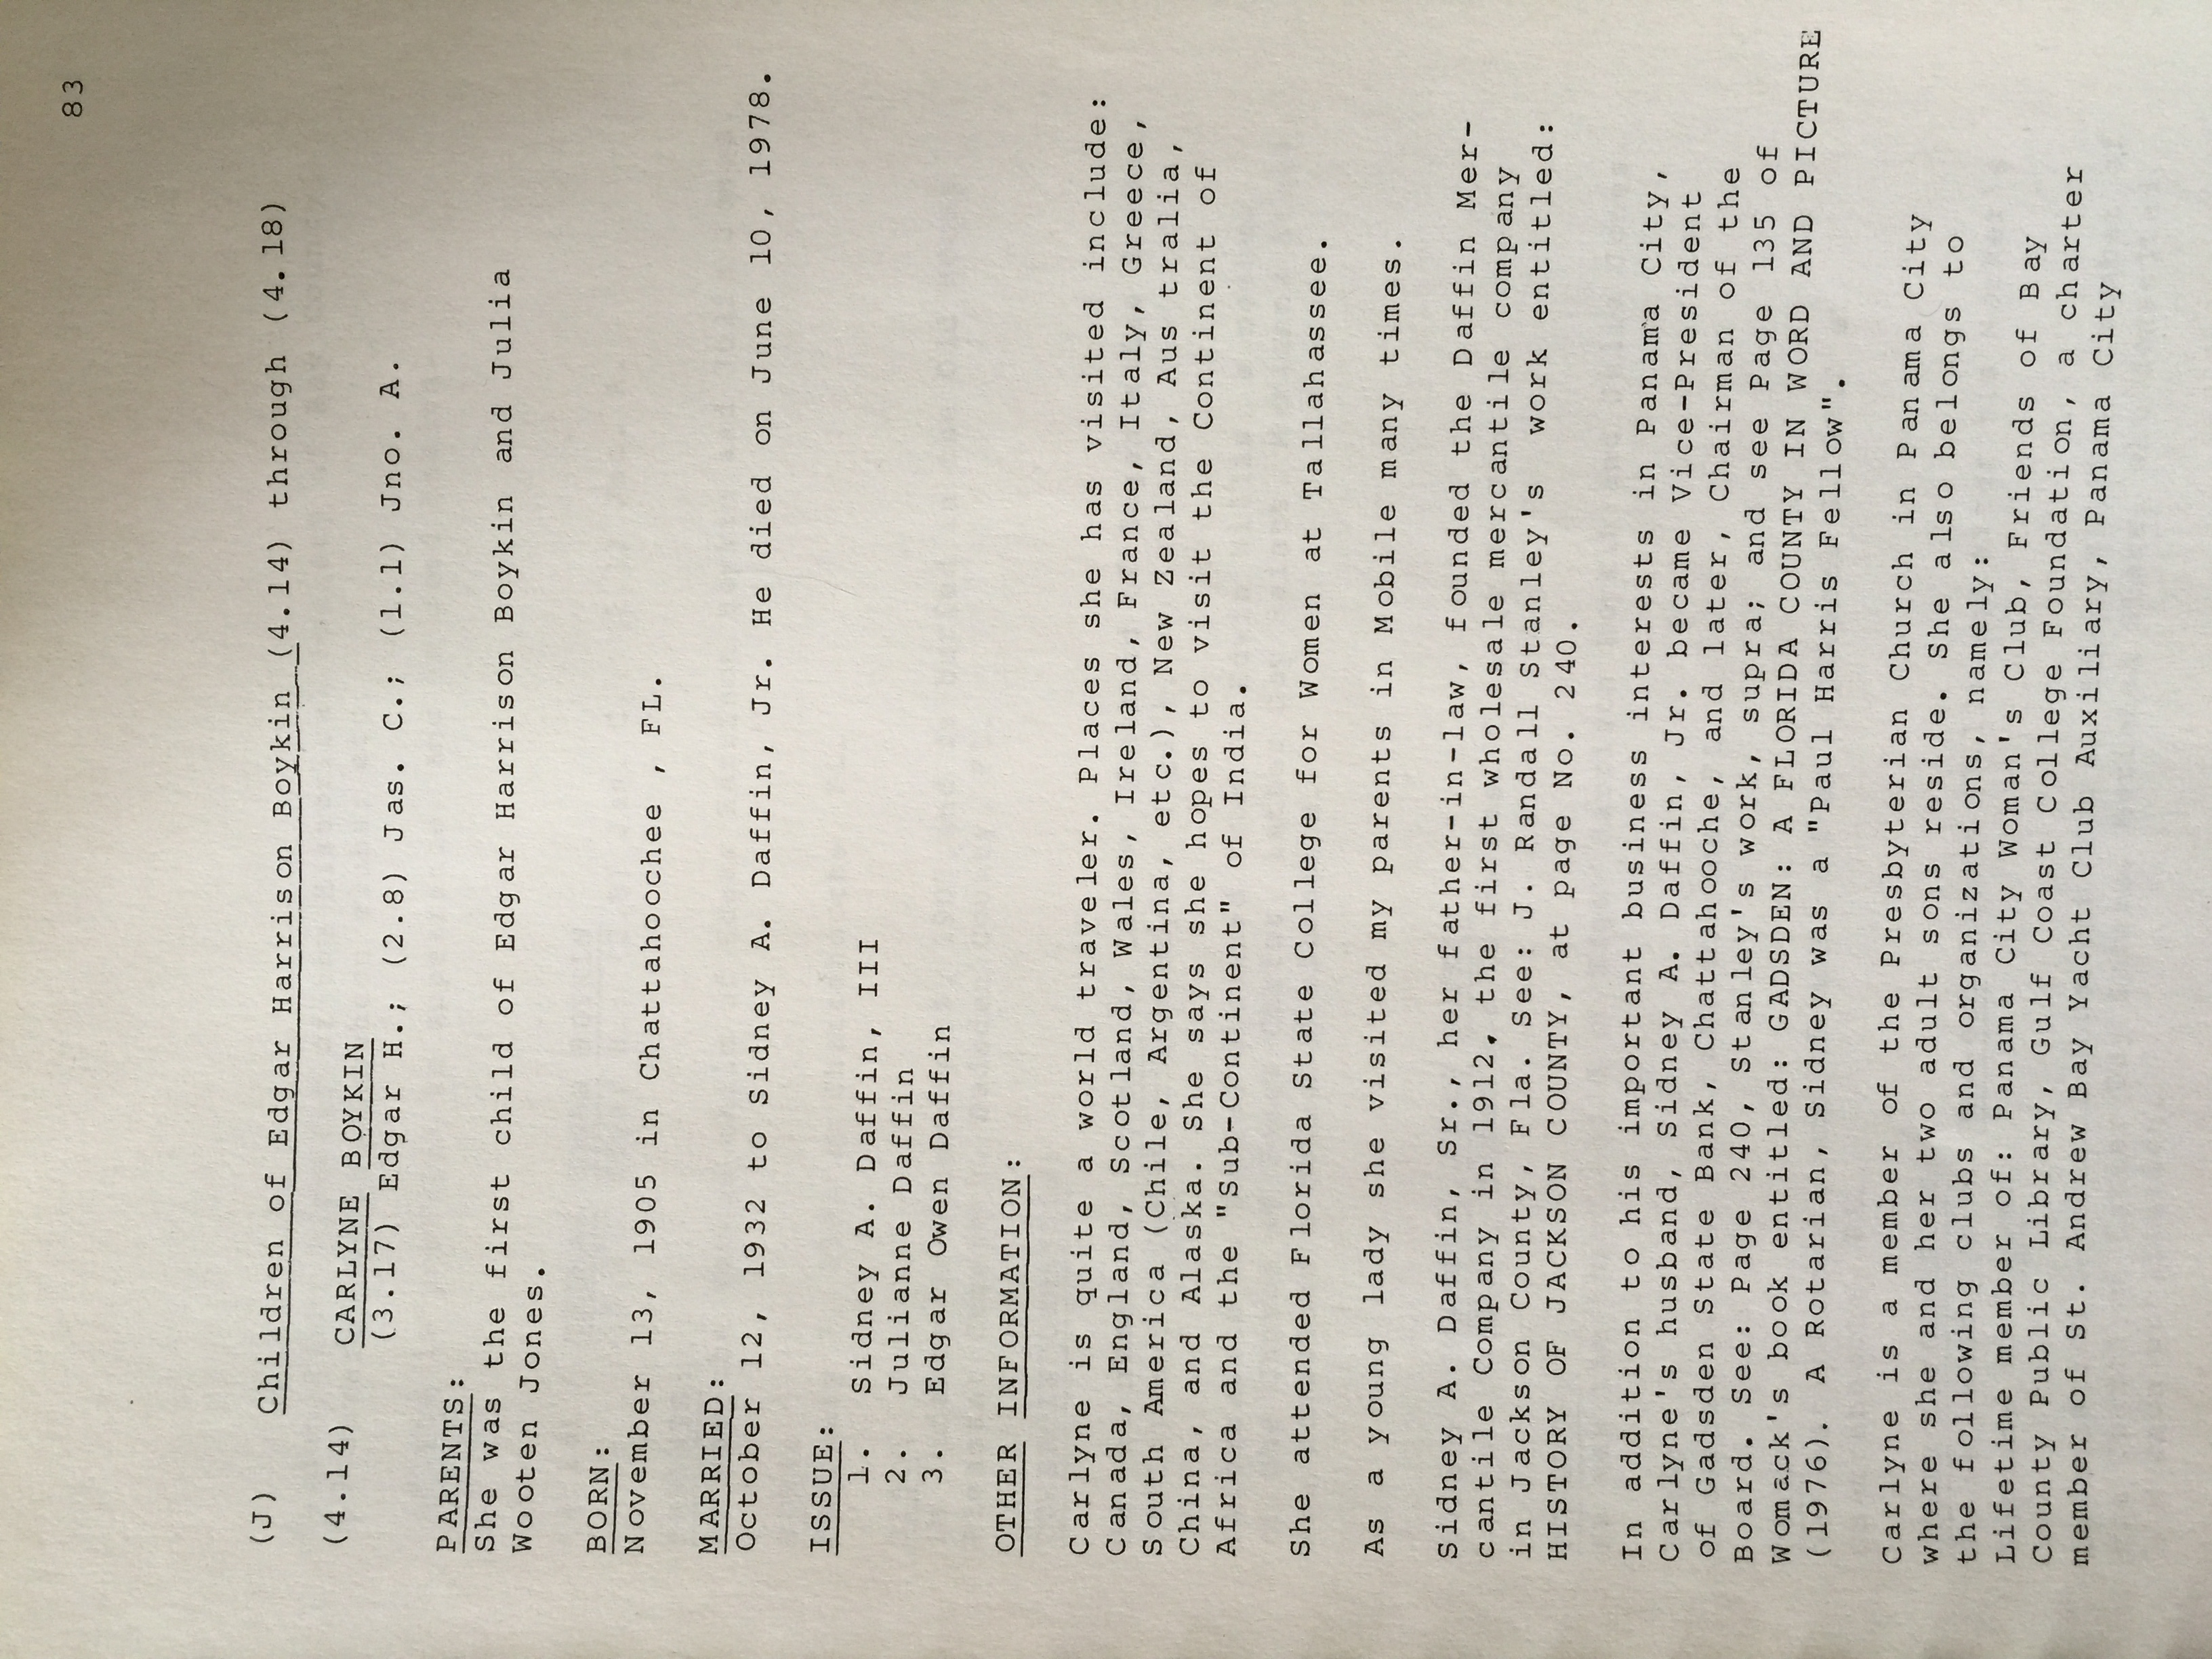 83
(J) Children of Edgar Harrison Boykin (4.14) through (4.18)
(4.14) CARLYNE BOYKIN
(3.17) Edgar H.; (2.8) Jas. C.; (1.1) Jno. A.
PARENTS:
She was the first child of Edgar Harrison Boykin and Julia
Wooten Jones.
BORN:
November 13, 1905 in Chattahoochee , FL.
MARRIED:
October 12, 1932 to Sidney A. Daffin, Jr. He died on June 10, 1978.
ISSUE:
1. Sidney A. Daffin, III
2. Julianne Daffin
3. Edgar Owen Daffin
OTHER INFORMATION:
Carlyne is quite a world traveler. Places she has visited include:
Canada, England, Scotland, Wales, Ireland, France, Italy, Greece,
South America (Chile, Argentina, etc.), New Zealand, Aus tralia,
China, and Alaska. She says she hopes to visit the Continent of
Africa and the "Sub-Continent" of India.
She attended Florida State College for Women at Tallahassee.
As a young lady she visited my parents in Mobile many times.
Sidney A. Daffin, Sr., her father-in-law, founded the Daffin Mer-
cantile Company in 1912, the first wholesale mercantile company
in Jackson County, Fla. See: J. Randall Stanley's work entitled:
HISTORY OF JACKSON COUNTY, at page No. 240.
In addition to his important business interests in Panama City,
Carlyne's husband, Sidney A. Daffin, Jr. became Vice-President
of Gadsden State Bank, Chattahooche, and later, Chairman of the
Board. See: Page 240, Stanley's work, supra; and see Page 135 of
Womack's book entitled: GADSDEN: A FLORIDA COUNTY IN WORD AND PICTURE
(1976). A Rotarian, Sidney was a "Paul Harris Fellow".
Carlyne is a member of the Presbyterian Church in Panama City
where she and her two adult sons reside. She also belongs to
the following clubs and organizations, namely:
Lifetime member of: Panama City Woman's Club, Friends of Bay
County Public Library, Gulf Coast College Foundation, a charter
member of St. Andrew Bay Yacht Club Auxiliary, Panama City